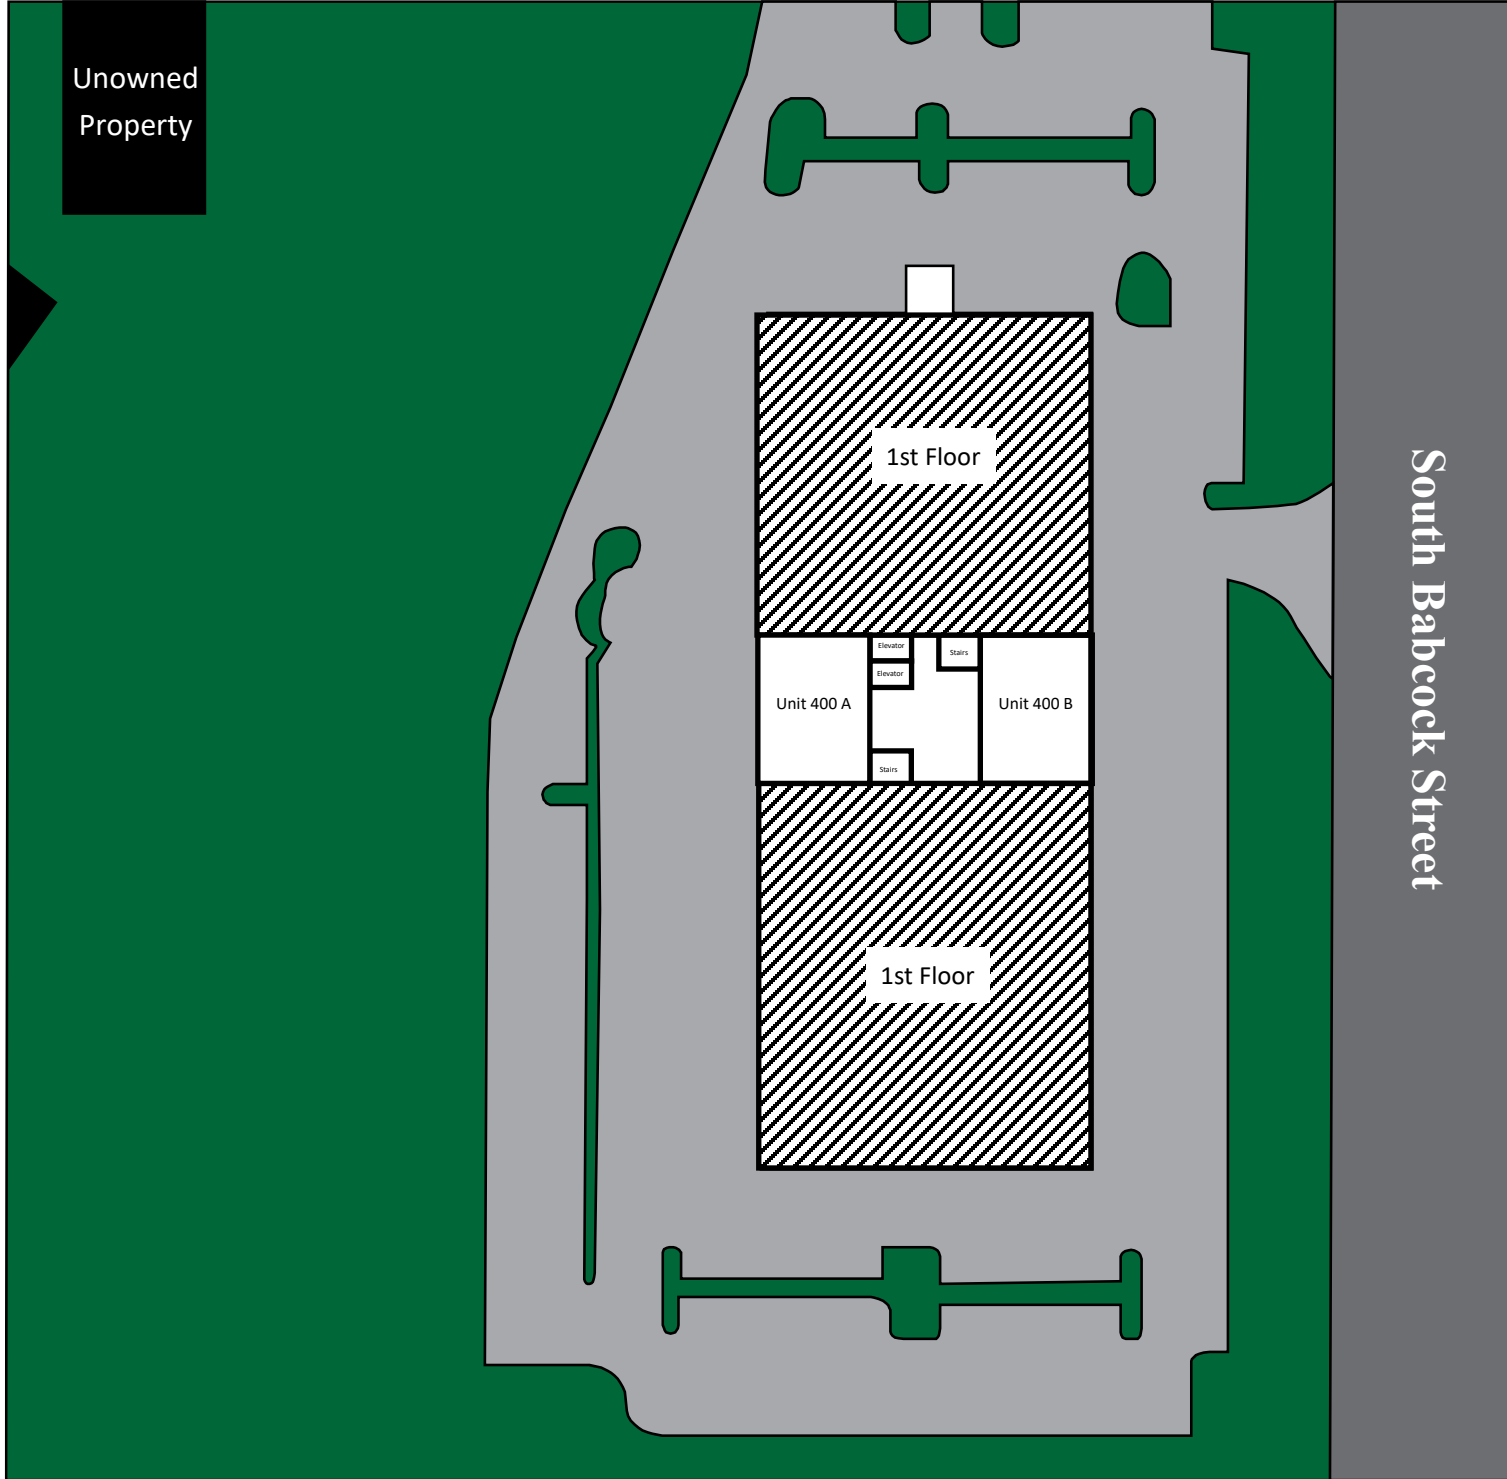 Unowned
Property
1st Floor
Elevator
Stairs
Elevator
Unit 400 A
Unit 400 B
Stairs
1st Floor
South Babcock Street